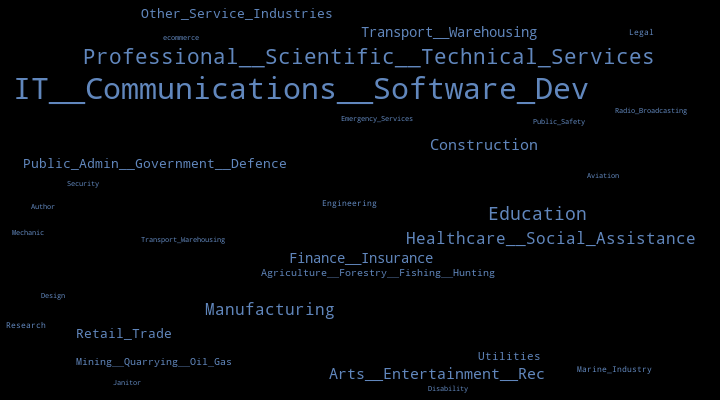 Other_Service_Industries
Transport__Warehousing
Legal
ecommerce
Professional__Scientific__Technical_Services
IT__Communications__Software_Dev
Radio_Broadcasting
Emergency_Services
Public_Safety
Construction
Public_Admin__Government__Defence
Aviation
Security
Engineering
Author
Education
Mechanic
Transport_Warehousing
Healthcare__Social_Assistance
Finance__Insurance
Agriculture__Forestry__Fishing__Hunting
Design
Manufacturing
Research
Retail_Trade
Utilities
Mining__Quarrying__Oil_Gas
Marine_Industry
Arts__Entertainment__Rec
Janitor
Disability